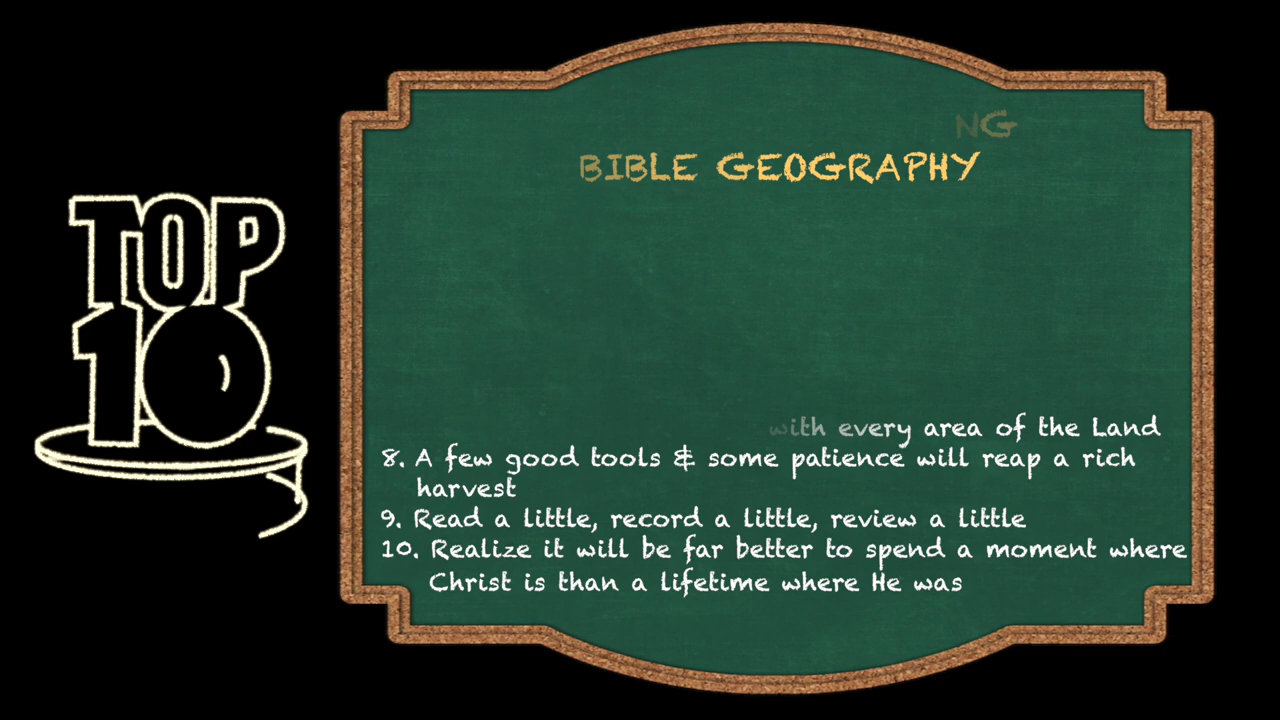 TOP
10
NG
BIBLE GEOGRAPHY
with every area of the Land
8. A few good tools & some patience will reap a rich
harvest
9. Read a little, record a little, review a little
10. Realize it will be far better to spend a moment where
Christ is than a lifetime where He was